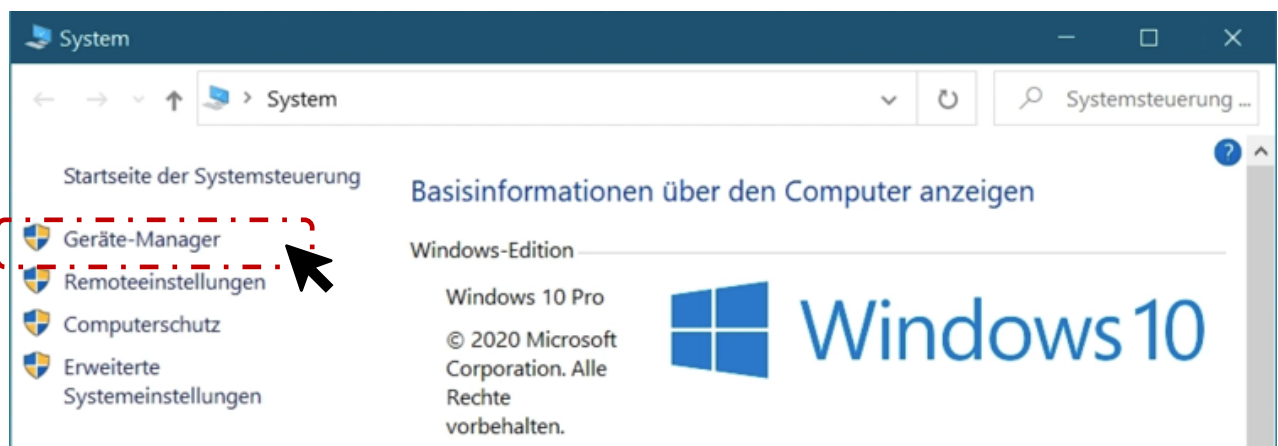 System
System
Systemsteuerung ...
Startseite der Systemsteuerung
Geräte-Manager
Remoteeinstellungen
Computerschutz
Erweiterte
Systemeinstellungen
Basisinformationen über den Computer anzeigen
Windows-Edition
Windows 10 Pro
© 2020 Microsoft
Corporation. Alle
Rechte
vorbehalten.
Windows 10